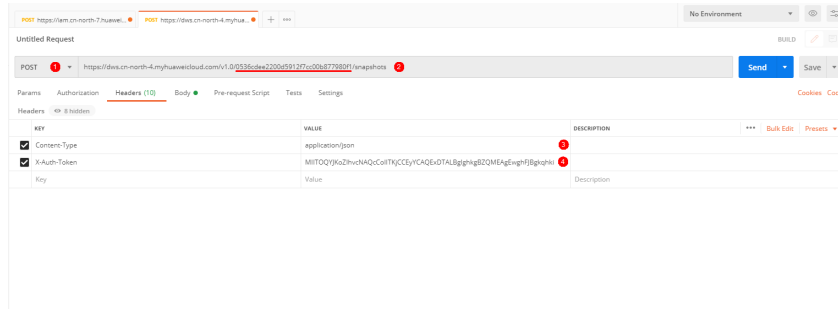 No Environment
POST https://iam.cn-north-7.huawei... POST https://dws.cn-north-4.myhua... + •••
Untitled Request BUILD
POST 1 https://dws.cn-north-4.myhuaweicloud.com/v1.0/0536cdee2200d5912f7cc00b877980f1/snapshots 2 Send Save
Params Authorization Headers (10) Body Pre-request Script Tests Settings Cookies Coc
Headers 8 hidden
KEY VALUE DESCRIPTION ••• Bulk Edit Presets
Content-Type application/json 3
X-Auth-Token 4
Key Value Description